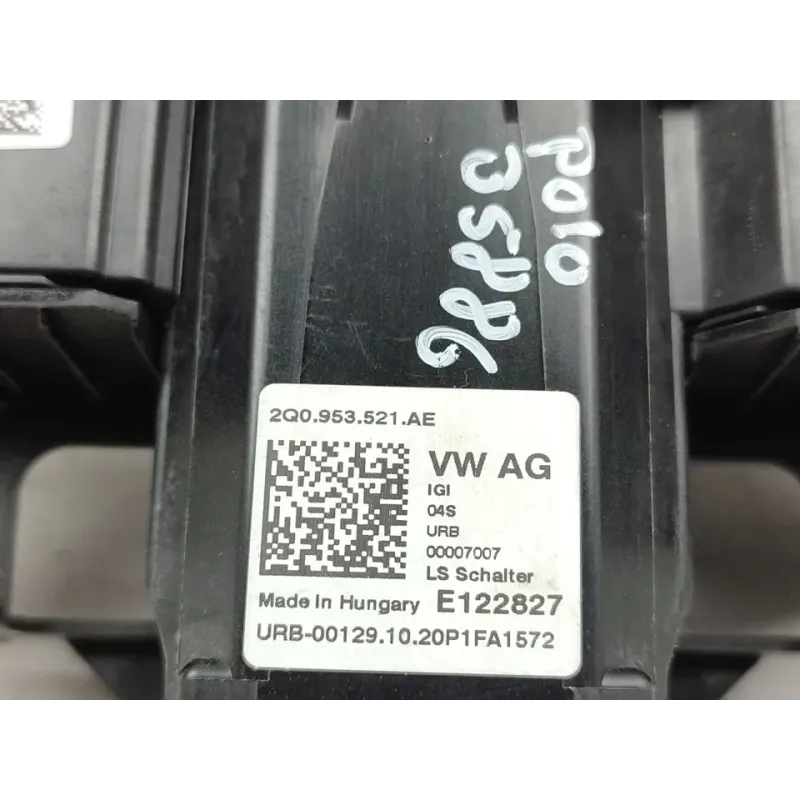 Polo
2Q0.953.521.AE
VW AG
IGI
04S
URB
00007007
LS Schalter
Made In Hungary E122827
URB-00129.10.20P1FA1572